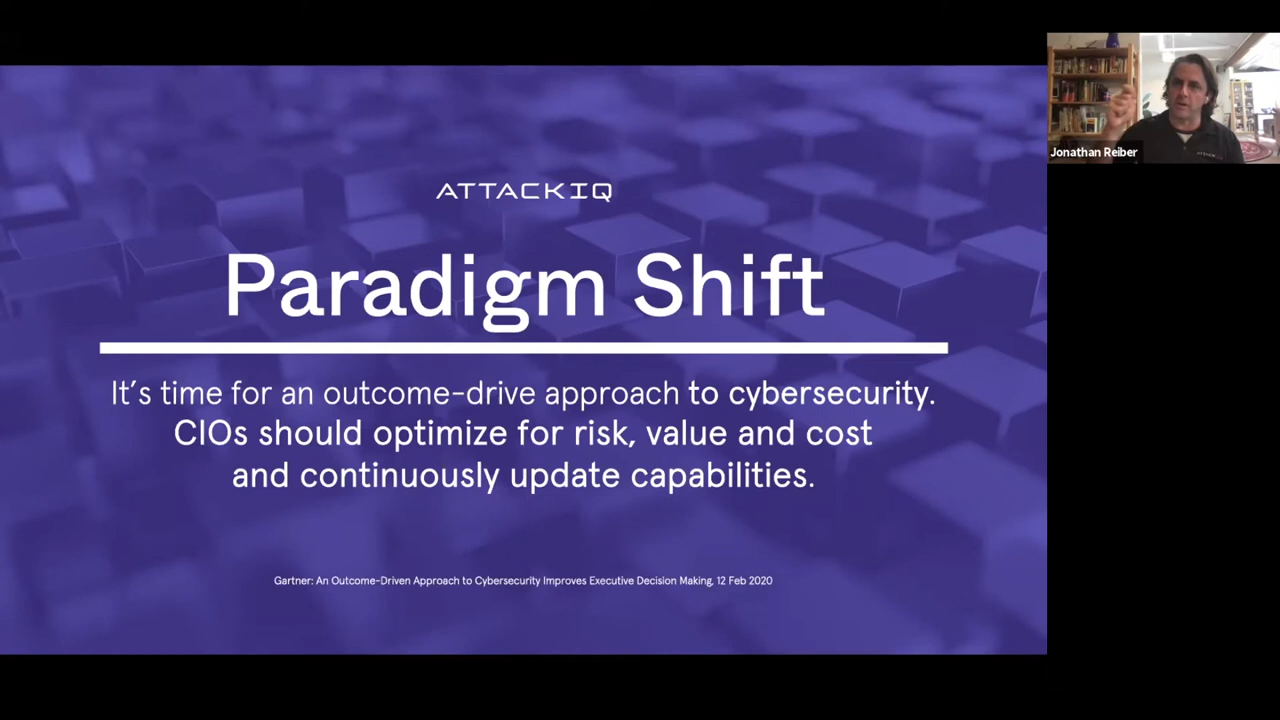 ATTACKIQ
Paradigm Shift
It's time for an outcome-drive approach to cybersecurity.
CIOs should optimize for risk, value and cost
and continuously update capabilities.
Gartner: An Outcome-Driven Approach to Cybersecurity Improves Executive Decision Making, 12 Feb 2020
Jonathan Reiber